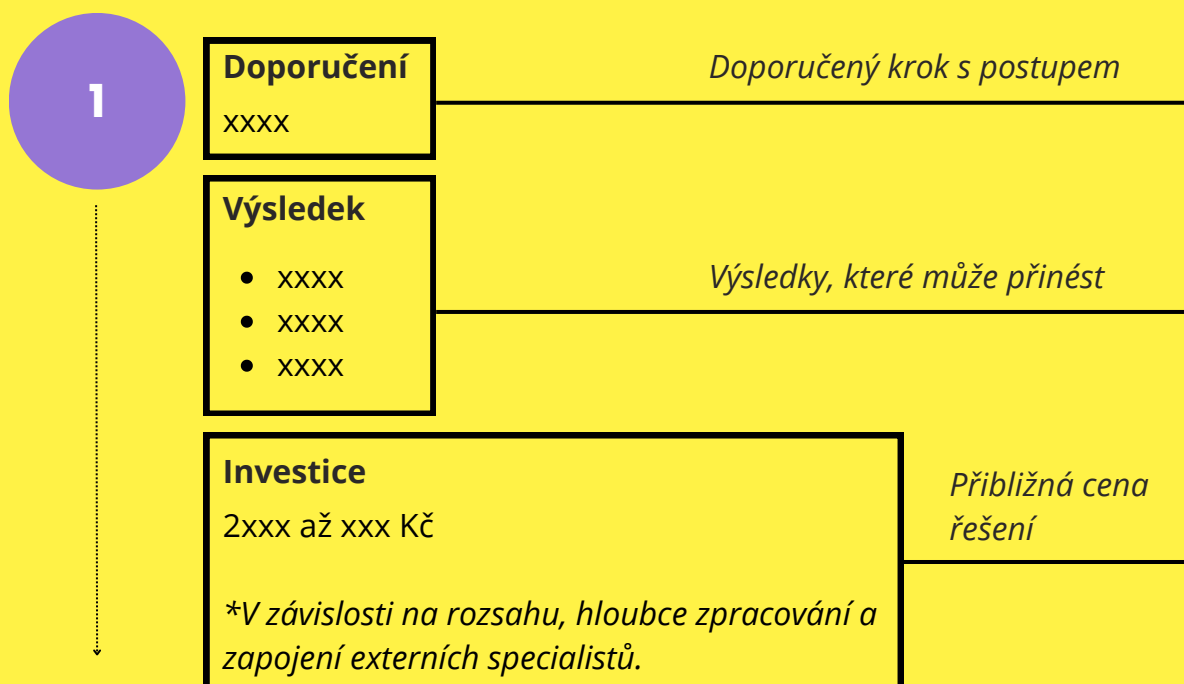 1
Doporučení
xxxx
Doporučený krok s postupem
Výsledek
• xxxx
• xxxx
• xxxx
Výsledky, které může přinést
Investice
2xxx až xxx Kč
Přibližná cena
řešení
*V závislosti na rozsahu, hloubce zpracování a
zapojení externích specialistů.